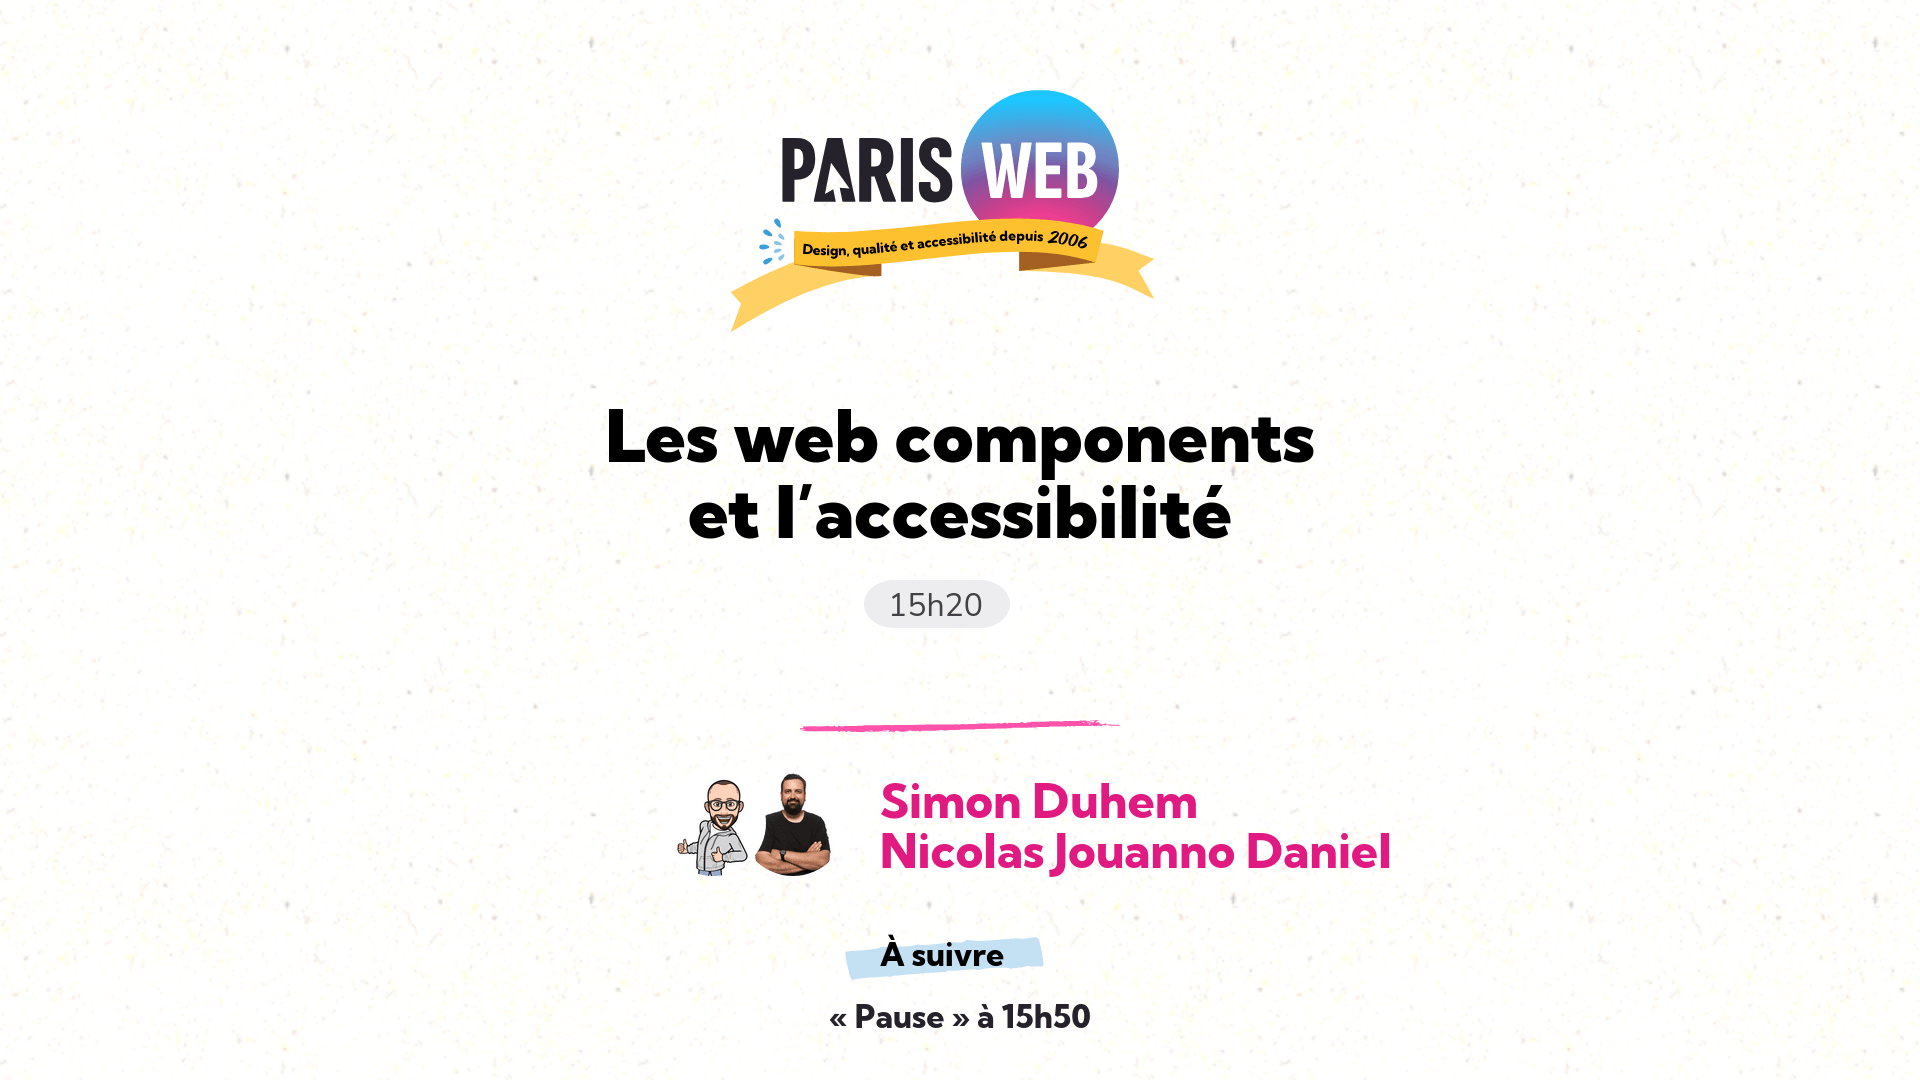 PARIS WEB
Design, qualité et accessibilité depuis 2006
Les web components
et l’accessibilité
15h20
Simon Duhem
Nicolas Jouanno Daniel
À suivre
« Pause » à 15h50